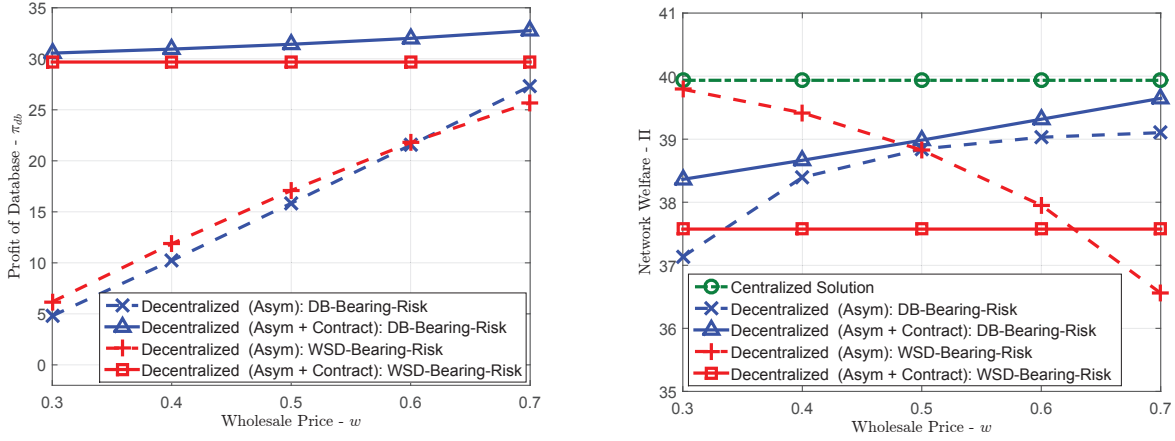 35
30
25
20
15
10
5
0
Profit of Database - π_db
Decentralized (Asym): DB-Bearing-Risk
Decentralized (Asym + Contract): DB-Bearing-Risk
Decentralized (Asym): WSD-Bearing-Risk
Decentralized (Asym + Contract): WSD-Bearing-Risk
0.3 0.4 0.5 0.6 0.7
Wholesale Price - w
41
40
39
38
37
36
35
Network Welfare - Π
Centralized Solution
Decentralized (Asym): DB-Bearing-Risk
Decentralized (Asym + Contract): DB-Bearing-Risk
Decentralized (Asym): WSD-Bearing-Risk
Decentralized (Asym + Contract): WSD-Bearing-Risk
0.3 0.4 0.5 0.6 0.7
Wholesale Price - w